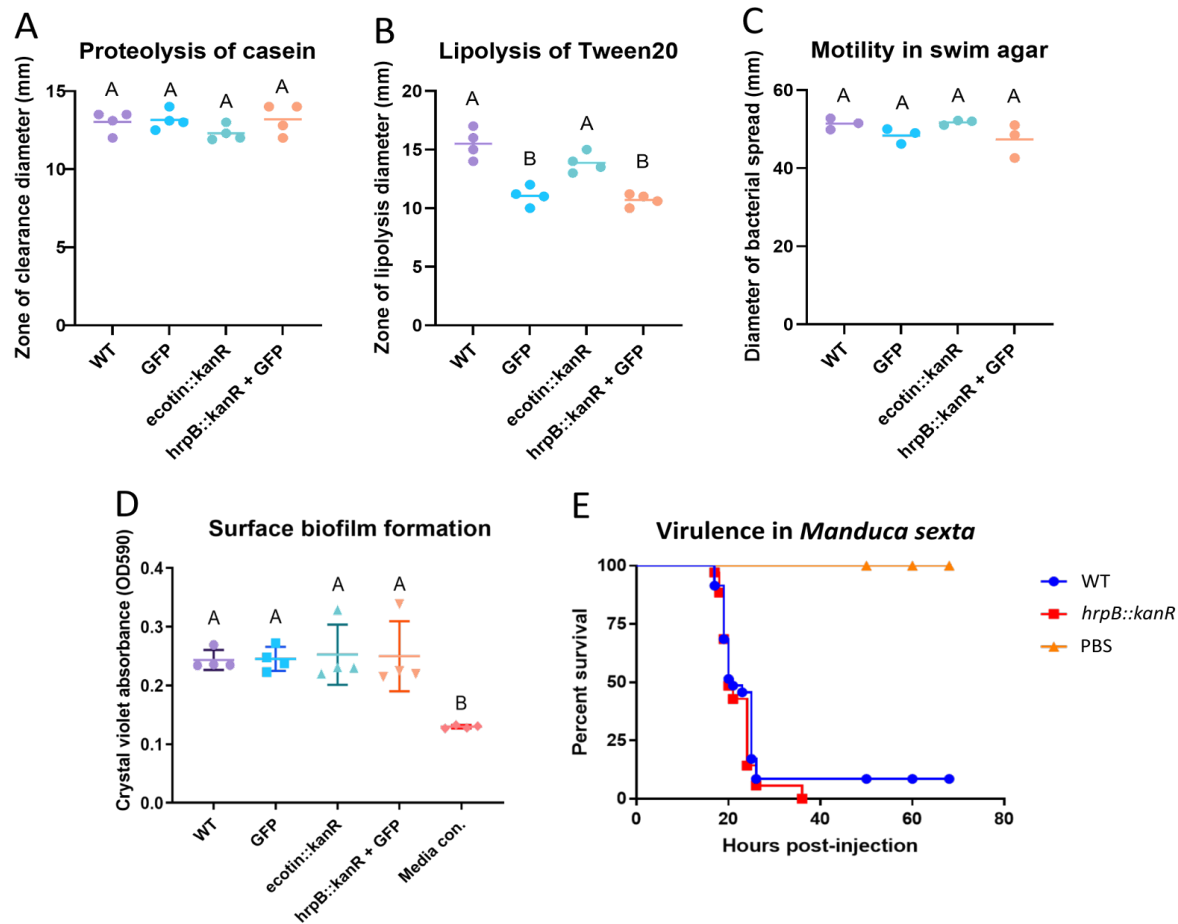 A
Proteolysis of casein
Zone of clearance diameter (mm)
15
10
5
0
A
A
A
A
WT
GFP
ecotin::kanR
hrpB::kanR + GFP
B
Lipolysis of Tween20
Zone of lipolysis diameter (mm)
20
15
10
5
0
A
B
A
B
WT
GFP
ecotin::kanR
hrpB::kanR + GFP
C
Motility in swim agar
Diameter of bacterial spread (mm)
60
40
20
0
A
A
A
A
WT
GFP
ecotin::kanR
hrpB::kanR + GFP
D
Surface biofilm formation
Crystal violet absorbance (OD590)
0.4
0.3
0.2
0.1
0.0
A
A
A
A
B
WT
GFP
ecotin::kanR
hrpB::kanR + GFP
Media con.
E
Virulence in Manduca sexta
Percent survival
100
75
50
25
0
0
20
40
60
80
Hours post-injection
WT
hrpB::kanR
PBS